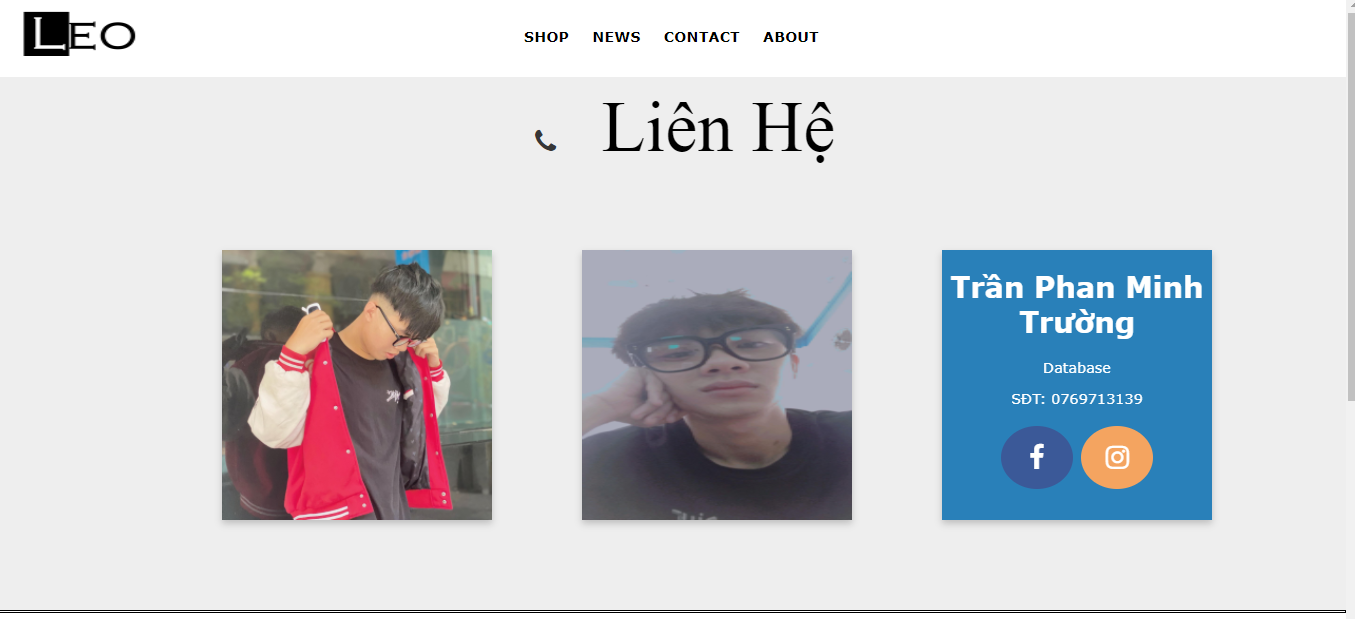 LEO
SHOP NEWS CONTACT ABOUT
Liên Hệ
Trần Phan Minh
Trường
Database
SĐT: 0769713139